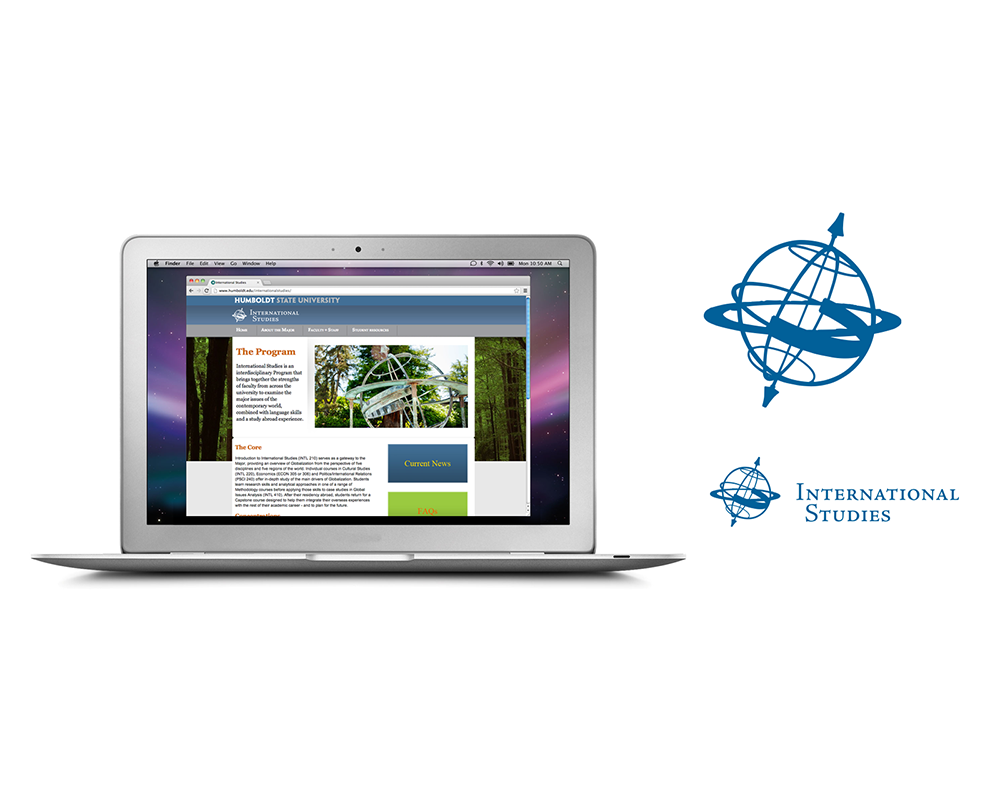 Finder File Edit View Go Window Help Mon 10:50 AM
International Studies
www.humboldt.edu/internationalstudies/
HUMBOLDT STATE UNIVERSITY
INTERNATIONAL
STUDIES
HOME ABOUT THE MAJOR FACULTY + STAFF STUDENT RESOURCES
The Program
International Studies is an
interdisciplinary Program that
brings together the strengths
of faculty from across the
university to examine the
major issues of the
contemporary world,
combined with language skills
and a study abroad experience.
The Core
Introduction to International Studies (INTL 210) serves as a gateway to the
Major, providing an overview of Globalization from the perspective of five
disciplines and five regions of the world. Individual courses in Cultural Studies
(INTL 220), Economics (ECON 305 or 306) and Politics/International Relations
(PSCI 240) offer in-depth study of the main drivers of Globalization. Students
learn research skills and analytical approaches in one of a range of
Methodology courses before applying those skills to case studies in Global
Issues Analysis (INTL 410). After their residency abroad, students return for a
Capstone course designed to help them integrate their overseas experiences
with the rest of their academic career - and to plan for the future.
Concentrations
Current News
FAQs
INTERNATIONAL
STUDIES